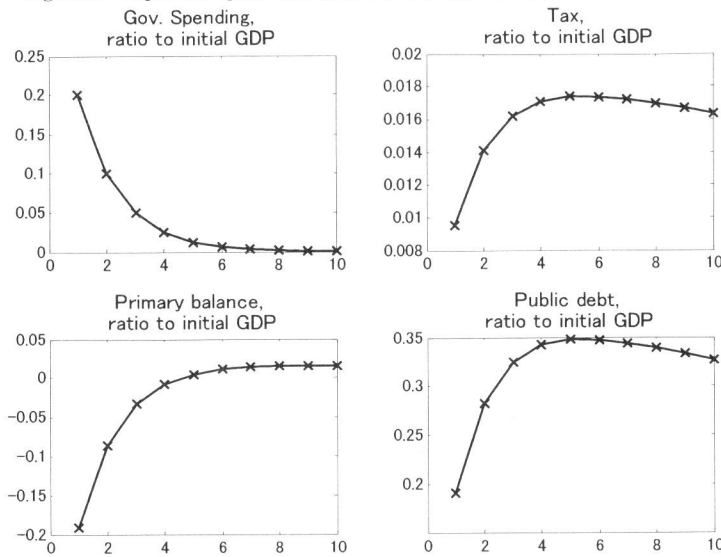 Gov. Spending,
ratio to initial GDP
0.25
0.2
0.15
0.1
0.05
0
0 2 4 6 8 10
Tax,
ratio to initial GDP
0.02
0.018
0.016
0.014
0.012
0.01
0.008
0 2 4 6 8 10
Primary balance,
ratio to initial GDP
0.05
0
-0.05
-0.1
-0.15
-0.2
0 2 4 6 8 10
Public debt,
ratio to initial GDP
0.35
0.3
0.25
0.2
0 2 4 6 8 10